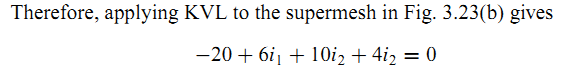 Therefore, applying KVL to the supermesh in Fig. 3.23(b) gives
−20 + 6i₁ + 10i₂ + 4i₂ = 0